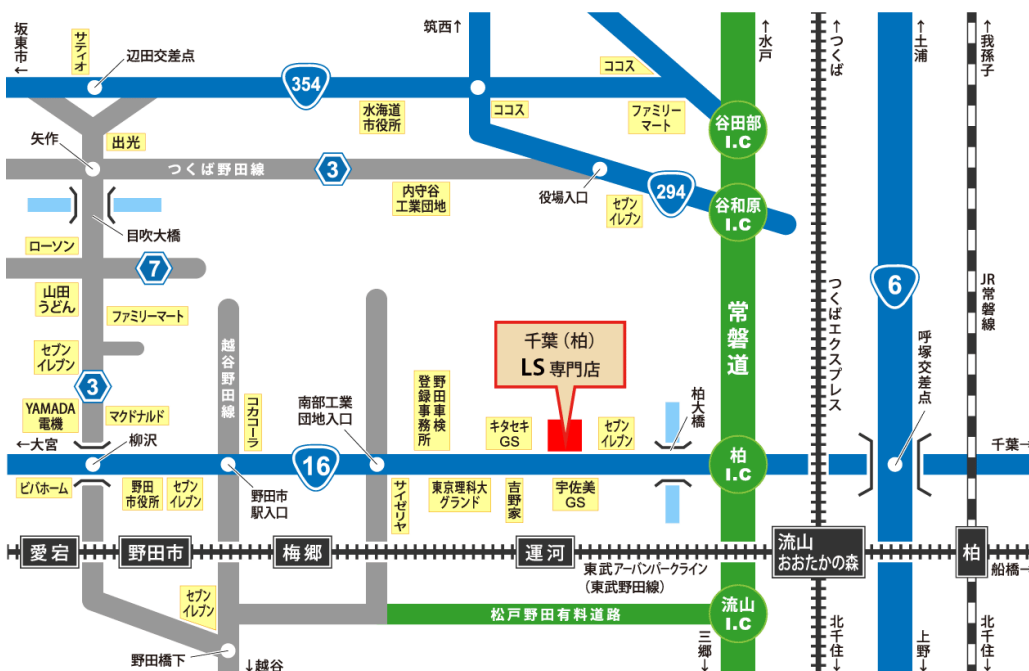 坂東市←
サティオ
辺田交差点
筑西↑
ココス
↑水戸
↑つくば
↑土浦
↑我孫子
354
水海道
市役所
ココス
ファミリー
マート
谷田部
I.C
矢作
出光
つくば野田線
3
内守谷
工業団地
役場入口
セブン
イレブン
294
谷和原
I.C
目吹大橋
ローソン
7
山田
うどん
ファミリーマート
セブン
イレブン
3
越谷野田線
千葉(柏)
LS専門店
常磐道
つくばエクスプレス
6
JR常磐線
呼塚交差点
YAMADA
電機
マクドナルド
コカコーラ
南部工業
団地入口
野田車検
登録事務所
キタセキ
GS
セブン
イレブン
柏大橋
←大宮
柳沢
16
柏
I.C
千葉→
ビバホーム
野田
市役所
セブン
イレブン
野田市
駅入口
サイゼリヤ
東京理科大
グランド
吉野家
宇佐美
GS
愛宕
野田市
梅郷
運河
東武アーバンパークライン
(東武野田線)
流山
おおたかの森
柏
船橋→
セブン
イレブン
松戸野田有料道路
流山
I.C
野田橋下
↓越谷
三郷↓
北千住↓
上野↓
北千住↓